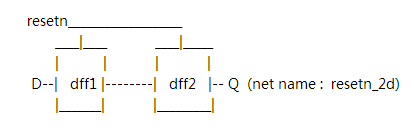 resetn
D-- dff1 -------- dff2 -- Q (net name : resetn_2d)